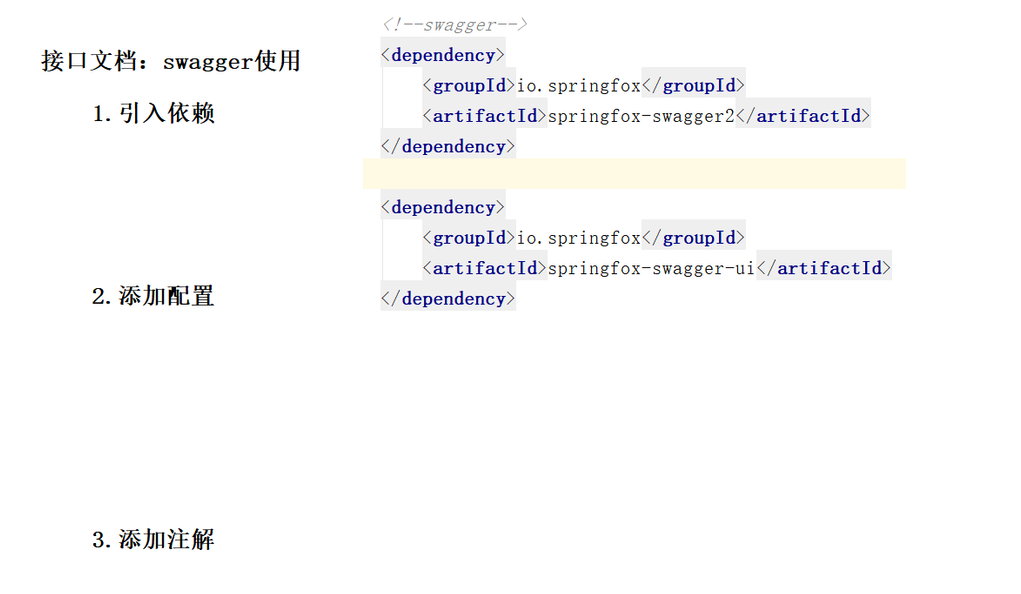 <!--swagger-->
接口文档：swagger使用
<dependency>
<groupId>io.springfox</groupId>
1.引入依赖
<artifactId>springfox-swagger2</artifactId>
</dependency>
<dependency>
<groupId>io.springfox</groupId>
<artifactId>springfox-swagger-ui</artifactId>
2.添加配置
</dependency>
3.添加注解